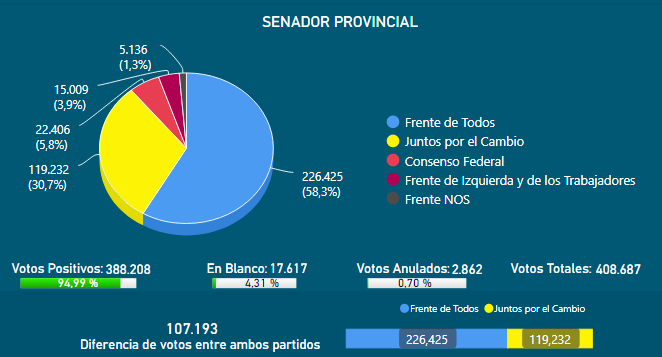 SENADOR PROVINCIAL
5.136
(1,3%)
15.009
(3,9%)
22.406
(5,8%)
119.232
(30,7%)
226.425
(58,3%)
Frente de Todos
Juntos por el Cambio
Consenso Federal
Frente de Izquierda y de los Trabajadores
Frente NOS
Votos Positivos: 388.208
94,99 %
En Blanco: 17.617
4,31 %
Votos Anulados: 2.862
0,70 %
Votos Totales: 408.687
107.193
Diferencia de votos entre ambos partidos
Frente de Todos Juntos por el Cambio
226,425 119,232